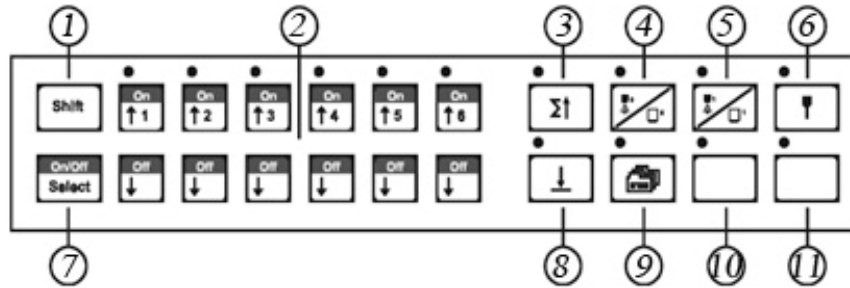 1 2 3 4 5 6
Shift On On On On On On Σ↑
↑1 ↑2 ↑3 ↑4 ↑5 ↑6
On/Off Off Off Off Off Off Off
Select ↓ ↓ ↓ ↓ ↓ ↓
7 8 9 10 11